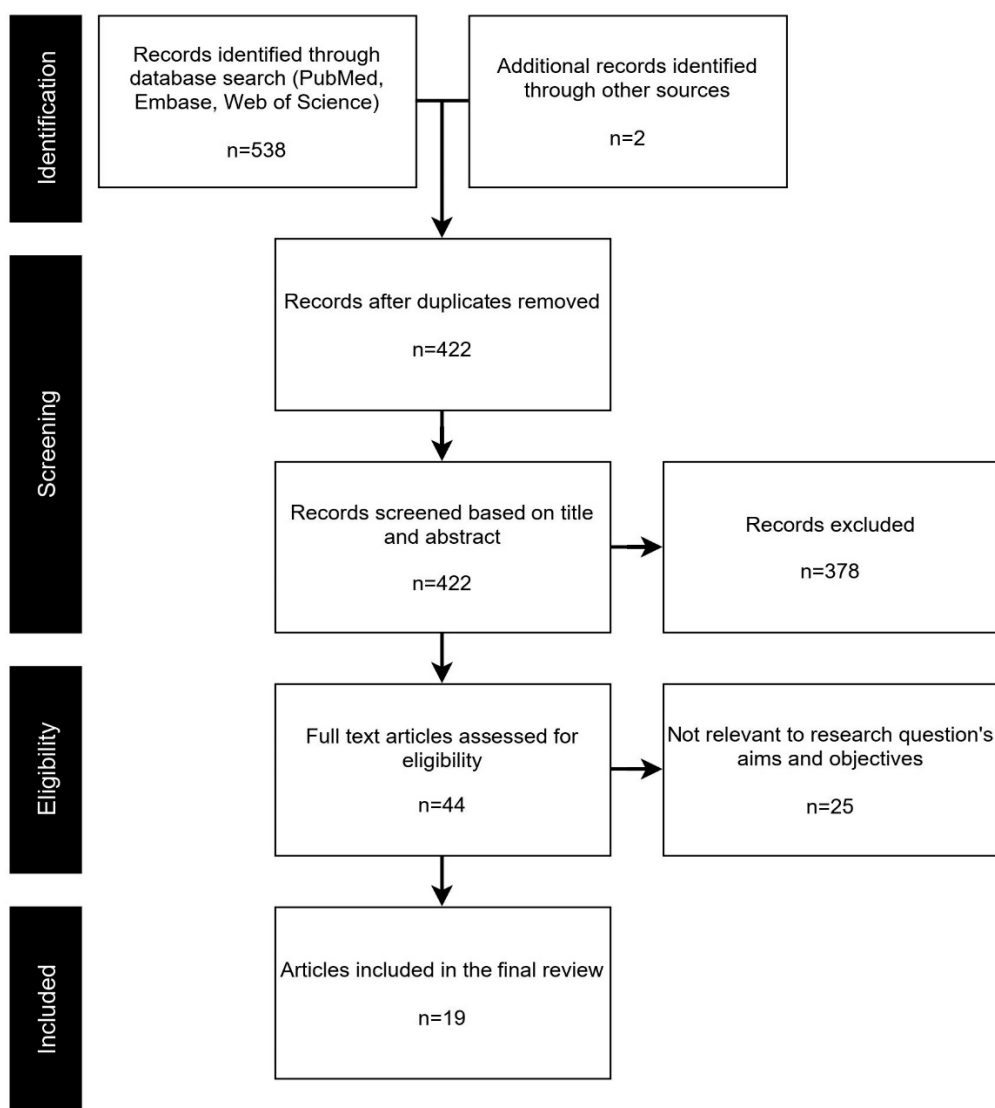 Identification
Records identified through
database search (PubMed,
Embase, Web of Science)
n=538
Additional records identified
through other sources
n=2
Screening
Records after duplicates removed
n=422
Records screened based on title
and abstract
n=422
Records excluded
n=378
Eligibility
Full text articles assessed for
eligibility
n=44
Not relevant to research question's
aims and objectives
n=25
Included
Articles included in the final review
n=19